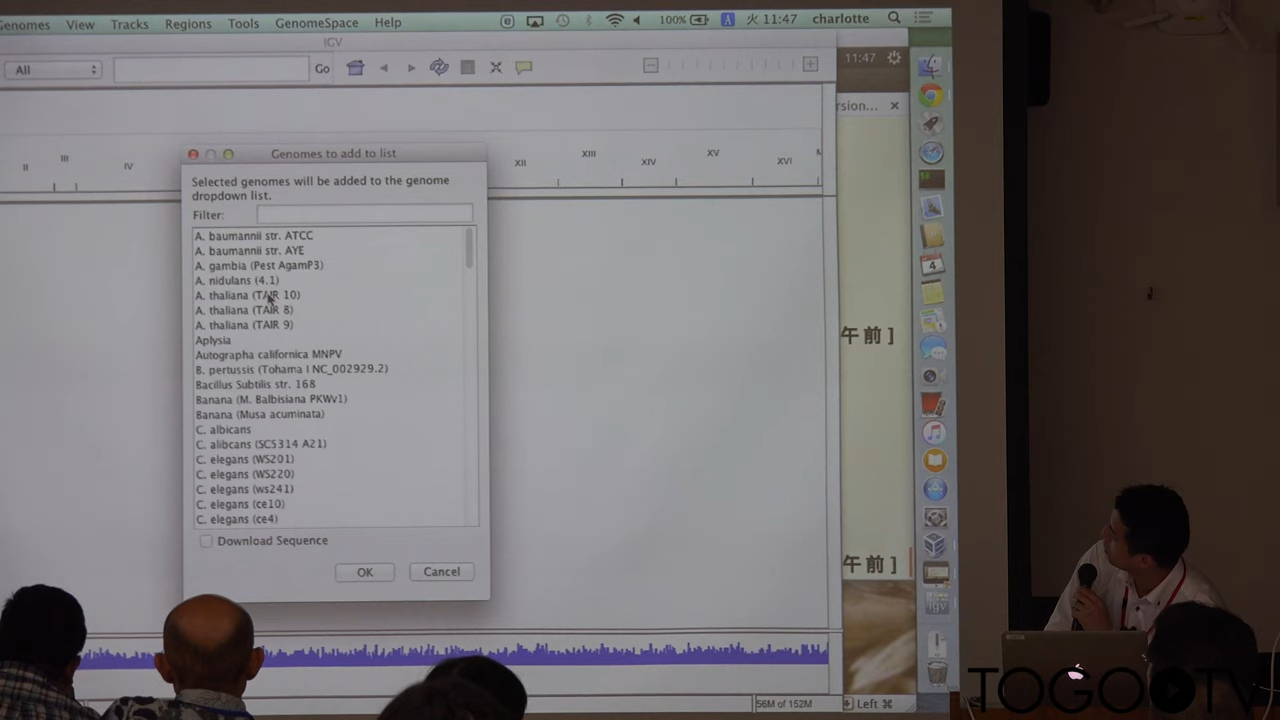 Genomes View Tracks Regions Tools GenomeSpace Help 100% A 火 11:47 charlotte
IGV
All Go
11:47
rsion...
II III IV XII XIII XIV XV XVI
Genomes to add to list
Selected genomes will be added to the genome
dropdown list.
Filter:
A. baumannii str. ATCC
A. baumannii str. AYE
A. gambia (Pest AgamP3)
A. nidulans (4.1)
A. thaliana (TAIR 10)
A. thaliana (TAIR 8)
A. thaliana (TAIR 9)
Aplysia
Autographa californica MNPV
B. pertussis (Tohama I NC_002929.2)
Bacillus Subtilis str. 168
Banana (M. Balbisiana PKWv1)
Banana (Musa acuminata)
C. albicans
C. alibcans (SC5314 A21)
C. elegans (WS201)
C. elegans (WS220)
C. elegans (ws241)
C. elegans (ce10)
C. elegans (ce4)
Download Sequence
OK Cancel
4
午前]
午前]
igv
56M of 152M
Left ⌘
TOGOTV